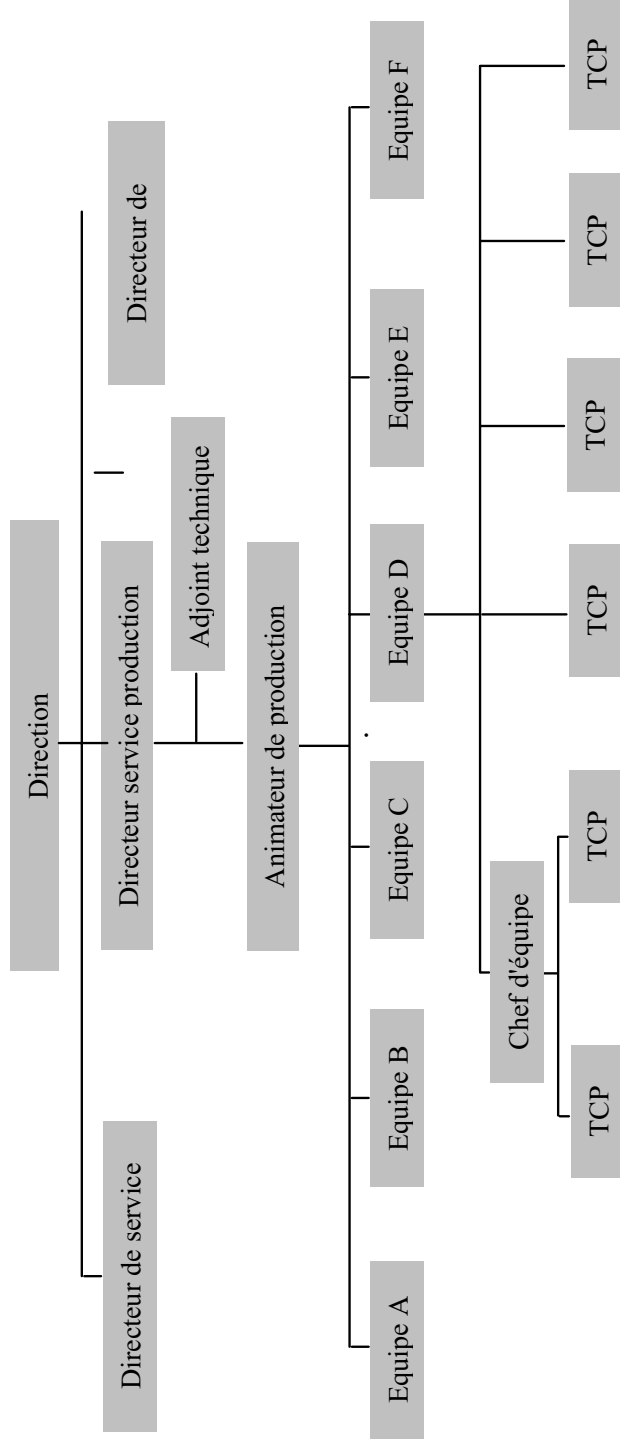 Direction
Directeur de service
Directeur service production
Directeur de
Adjoint technique
Animateur de production
Equipe A
Equipe B
Equipe C
Equipe D
Equipe E
Equipe F
Chef d'équipe
TCP
TCP
TCP
TCP
TCP
TCP
TCP